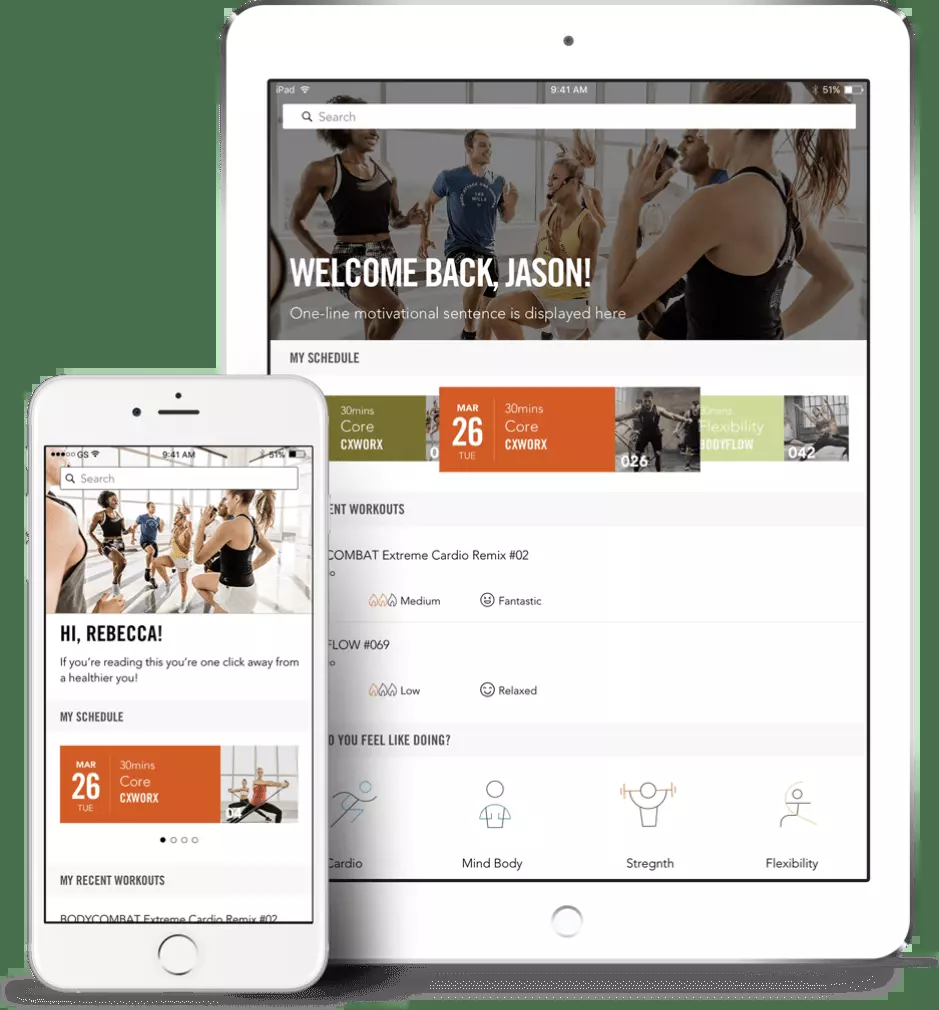 iPad 9:41 AM 51%
Search
LES MILLS
WELCOME BACK, JASON!
One-line motivational sentence is displayed here
MY SCHEDULE
30mins
Core
CXWORX
MAR
26
TUE
30mins
Core
CXWORX
026
Flexibility
BODYFLOW
042
ENT WORKOUTS
COMBAT Extreme Cardio Remix #02
Medium Fantastic
FLOW #069
Low Relaxed
O YOU FEEL LIKE DOING?
Cardio Mind Body Stregnth Flexibility
GS 9:41 AM 51%
Search
HI, REBECCA!
If you're reading this you're one click away from
a healthier you!
MY SCHEDULE
MAR
26
TUE
30mins
Core
CXWORX
MY RECENT WORKOUTS
BODYCOMBAT Extreme Cardio Remix #02